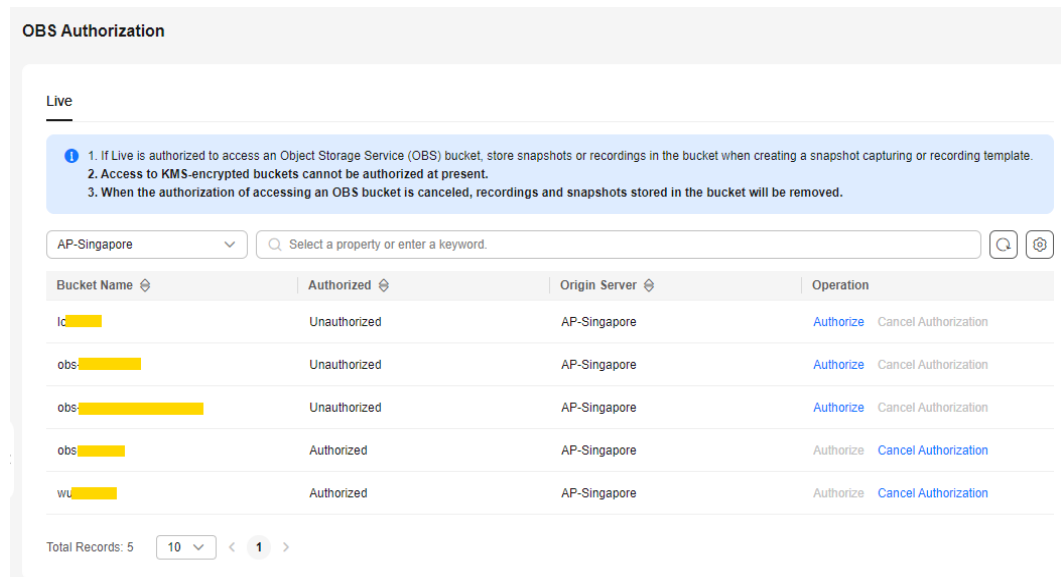 OBS Authorization
Live
1. If Live is authorized to access an Object Storage Service (OBS) bucket, store snapshots or recordings in the bucket when creating a snapshot capturing or recording template.
2. Access to KMS-encrypted buckets cannot be authorized at present.
3. When the authorization of accessing an OBS bucket is canceled, recordings and snapshots stored in the bucket will be removed.
AP-Singapore Select a property or enter a keyword.
Bucket Name Authorized Origin Server Operation
Unauthorized AP-Singapore Authorize Cancel Authorization
obs- Unauthorized AP-Singapore Authorize Cancel Authorization
obs- Unauthorized AP-Singapore Authorize Cancel Authorization
obs Authorized AP-Singapore Authorize Cancel Authorization
wu Authorized AP-Singapore Authorize Cancel Authorization
Total Records: 5 10 < 1 >